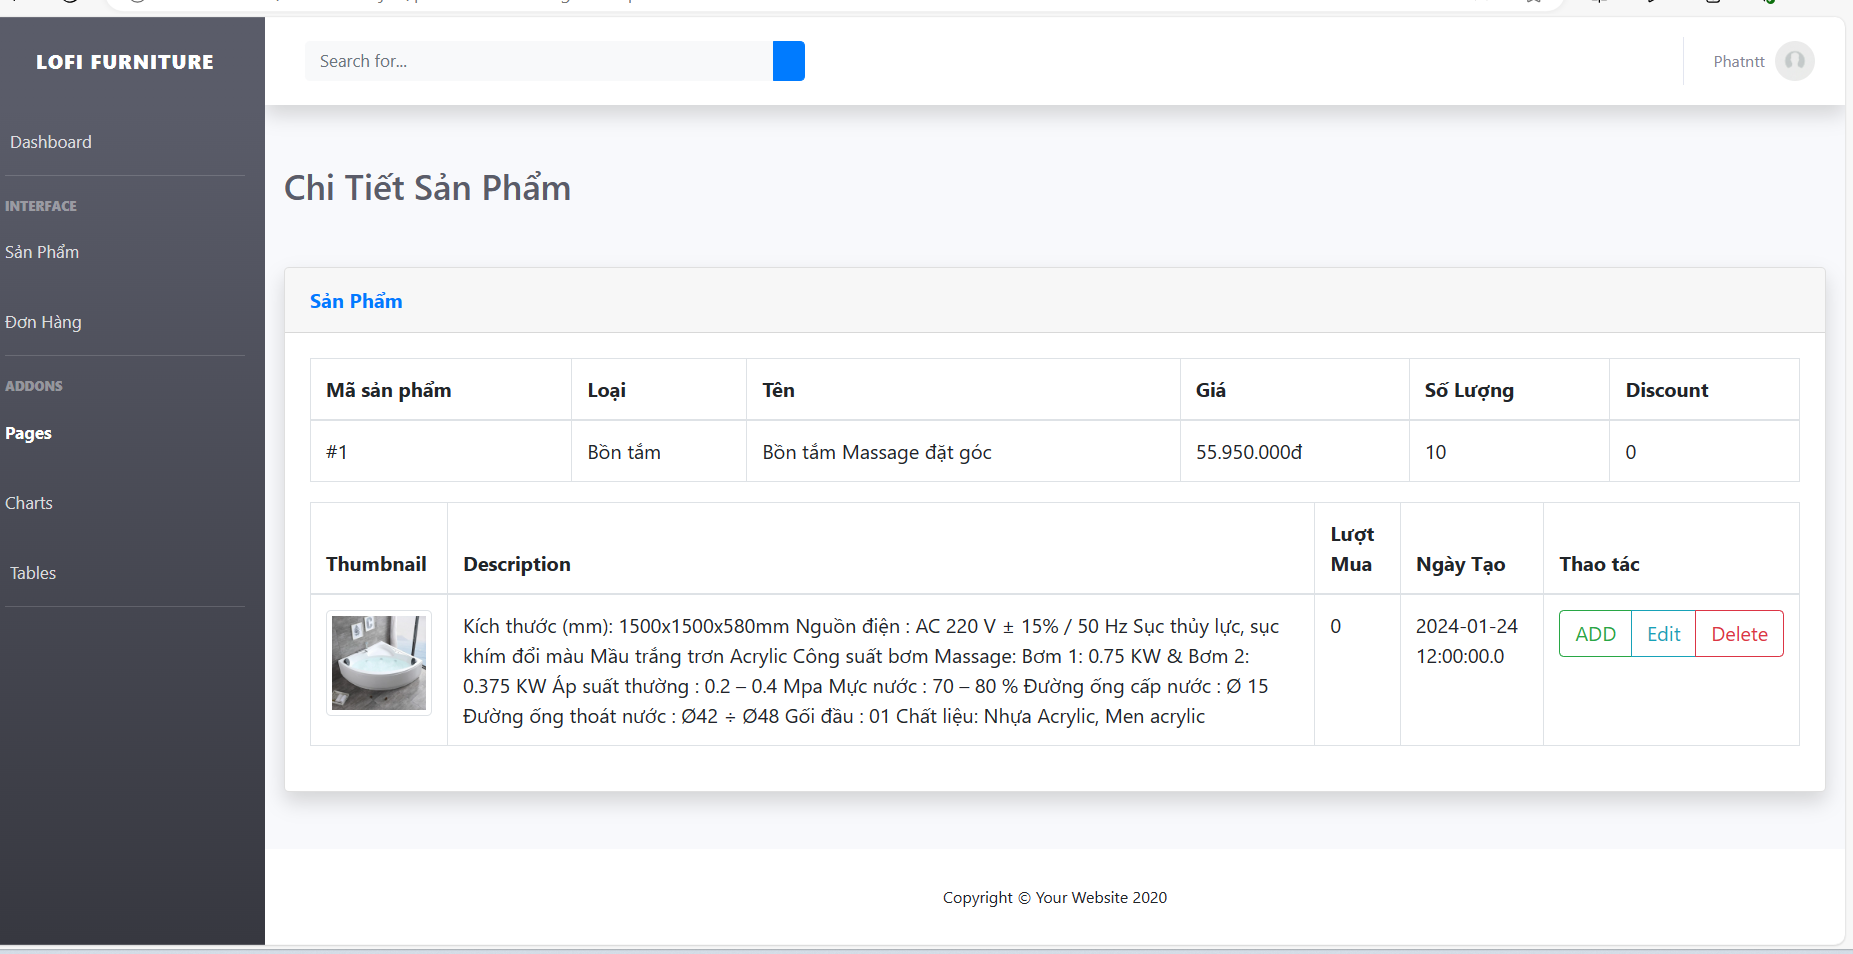 LOFI FURNITURE
Search for...
Phatntt
Dashboard
INTERFACE
Sản Phẩm
Đơn Hàng
ADDONS
Pages
Charts
Tables
Chi Tiết Sản Phẩm
Sản Phẩm
Mã sản phẩm Loại Tên Giá Số Lượng Discount
#1 Bồn tắm Bồn tắm Massage đặt góc 55.950.000đ 10 0
Thumbnail Description Lượt Mua Ngày Tạo Thao tác
Kích thước (mm): 1500x1500x580mm Nguồn điện : AC 220 V ± 15% / 50 Hz Sục thủy lực, sục
khím đổi màu Mầu trắng trơn Acrylic Công suất bơm Massage: Bơm 1: 0.75 KW & Bơm 2:
0.375 KW Áp suất thường : 0.2 – 0.4 Mpa Mực nước : 70 – 80 % Đường ống cấp nước : Ø 15
Đường ống thoát nước : Ø42 ÷ Ø48 Gối đầu : 01 Chất liệu: Nhựa Acrylic, Men acrylic
0
2024-01-24
12:00:00.0
ADD Edit Delete
Copyright © Your Website 2020